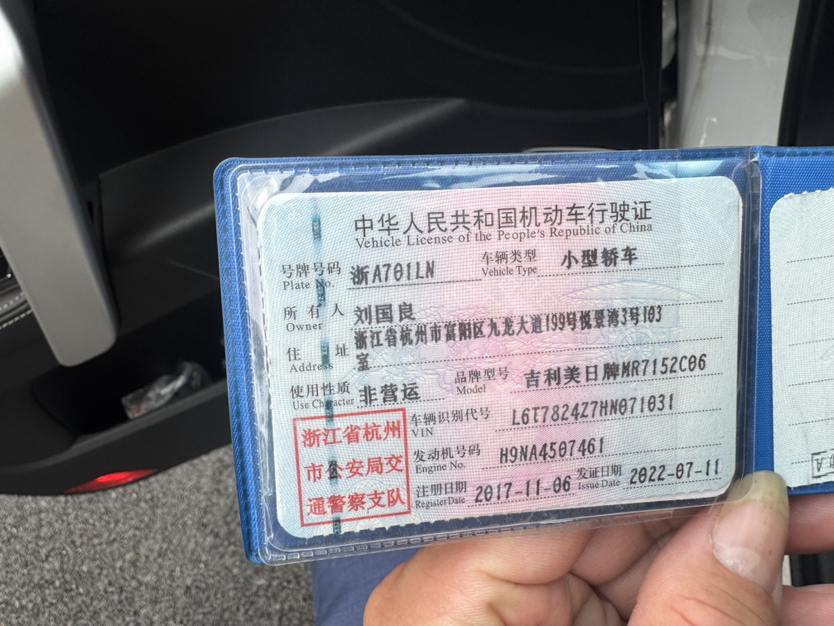 中华人民共和国机动车行驶证
Vehicle License of the People's Republic of China
号牌号码 浙A701LN 车辆类型 小型轿车
Plate No. Vehicle Type
所有人 刘国良
Owner
住址 浙江省杭州市富阳区九龙大道199号悦景湾3号103
Address 室
使用性质 非营运 品牌型号 吉利美日牌MR7152C06
Use Character Model
浙江省杭州
市公安局交
通警察支队
车辆识别代号 L6T7824Z7HN071031
VIN
发动机号码 H9NA4507461
Engine No.
注册日期 2017-11-06 发证日期 2022-07-11
Register Date Issue Date